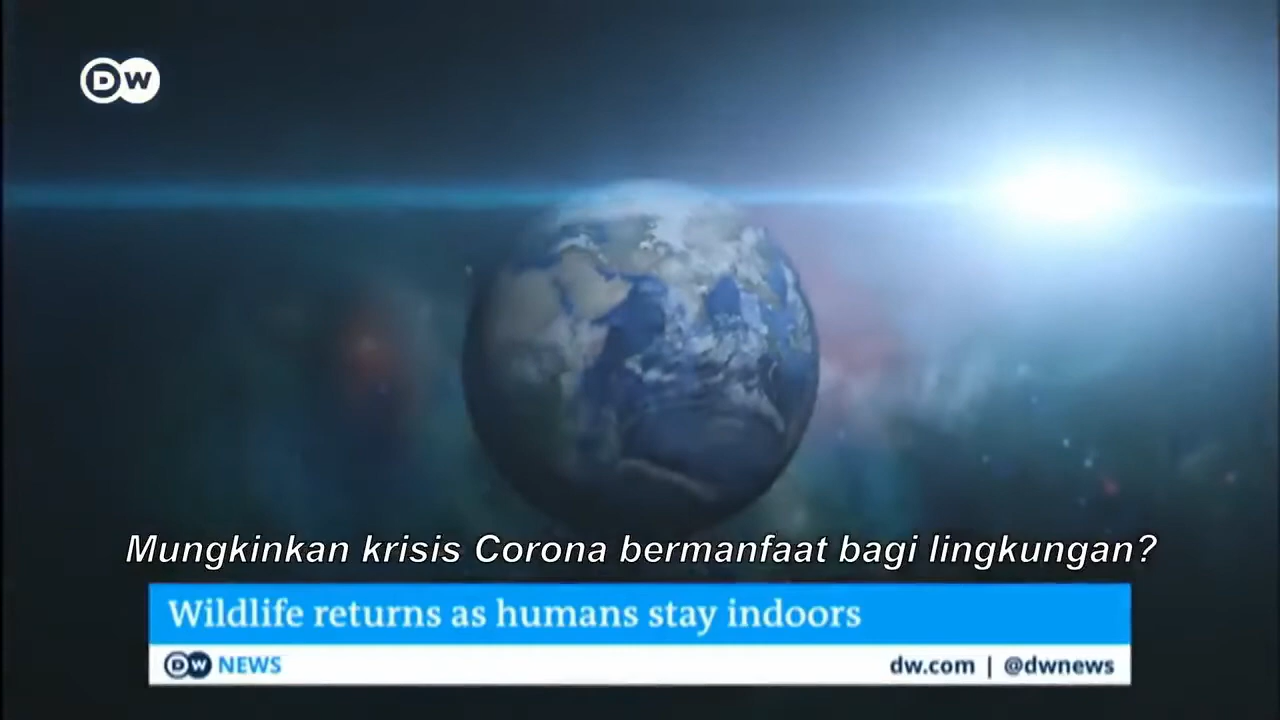 DW
Mungkinkan krisis Corona bermanfaat bagi lingkungan?
Wildlife returns as humans stay indoors
DW NEWS
dw.com | @dwnews